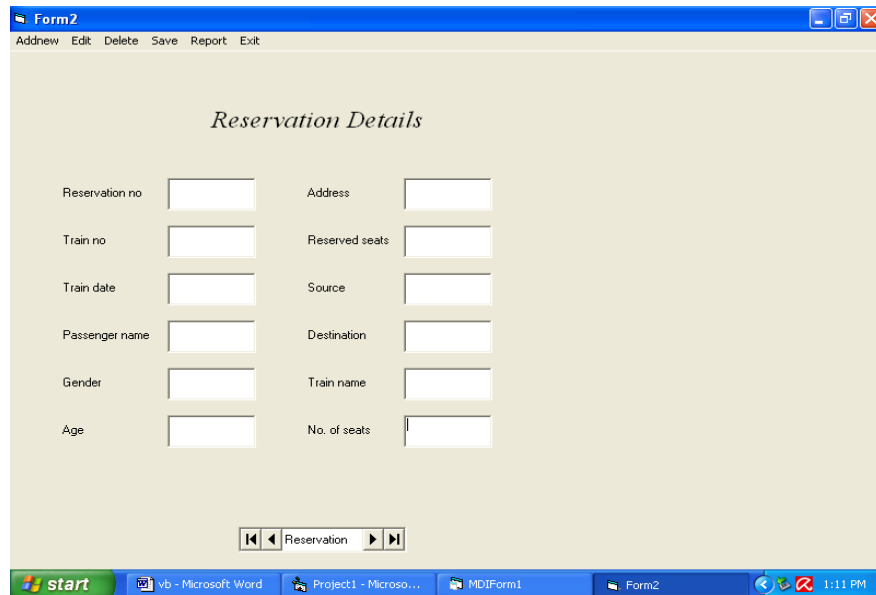 Form2
Addnew Edit Delete Save Report Exit
Reservation Details
Reservation no Address
Train no Reserved seats
Train date Source
Passenger name Destination
Gender Train name
Age No. of seats
Reservation
start vb - Microsoft Word Project1 - Microso... MDIForm1 Form2 1:11 PM